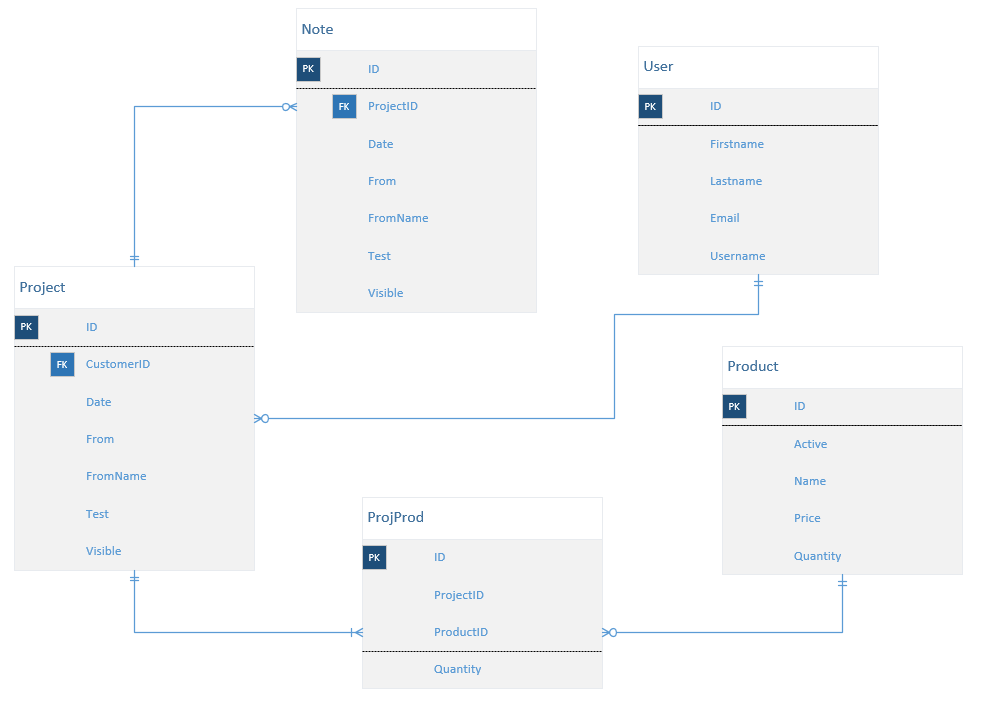 Note
PK ID
FK ProjectID
Date
From
FromName
Test
Visible
User
PK ID
Firstname
Lastname
Email
Username
Project
PK ID
FK CustomerID
Date
From
FromName
Test
Visible
Product
PK ID
Active
Name
Price
Quantity
ProjProd
PK ID
ProjectID
ProductID
Quantity